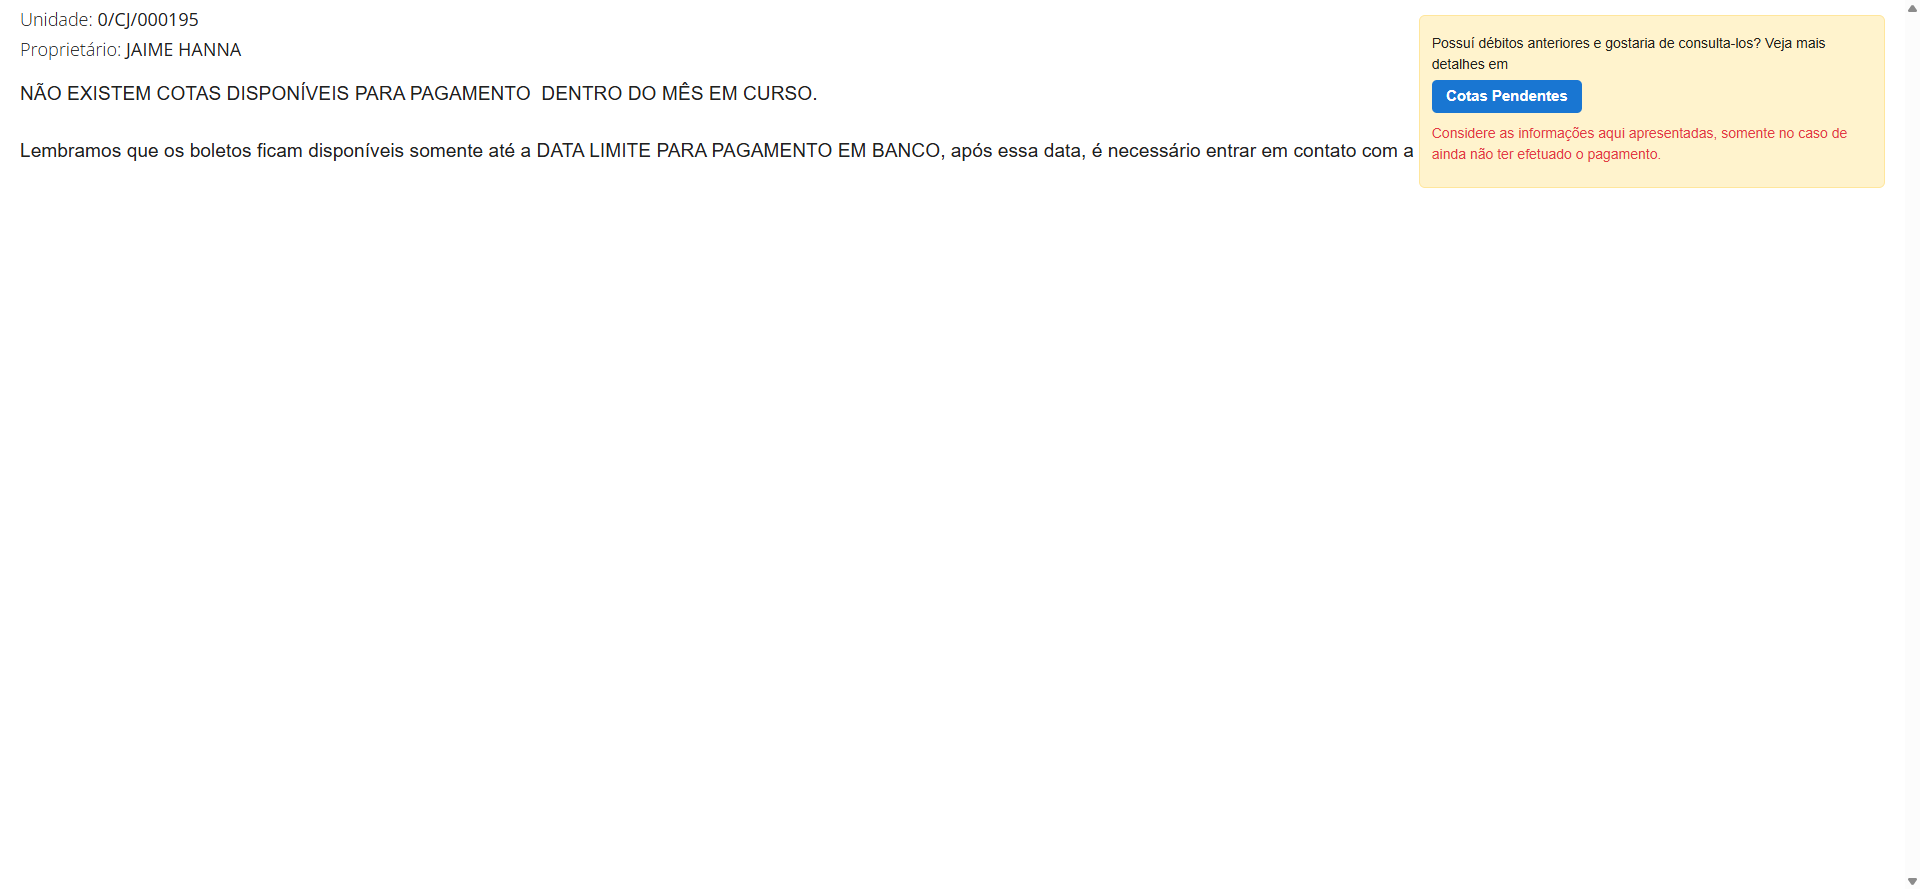 Unidade: 0/CJ/000195
Proprietário: JAIME HANNA
NÃO EXISTEM COTAS DISPONÍVEIS PARA PAGAMENTO  DENTRO DO MÊS EM CURSO.
Lembramos que os boletos ficam disponíveis somente até a DATA LIMITE PARA PAGAMENTO EM BANCO, após essa data, é necessário entrar em contato com a
Possuí débitos anteriores e gostaria de consulta-los? Veja mais
detalhes em
Cotas Pendentes
Considere as informações aqui apresentadas, somente no caso de
ainda não ter efetuado o pagamento.